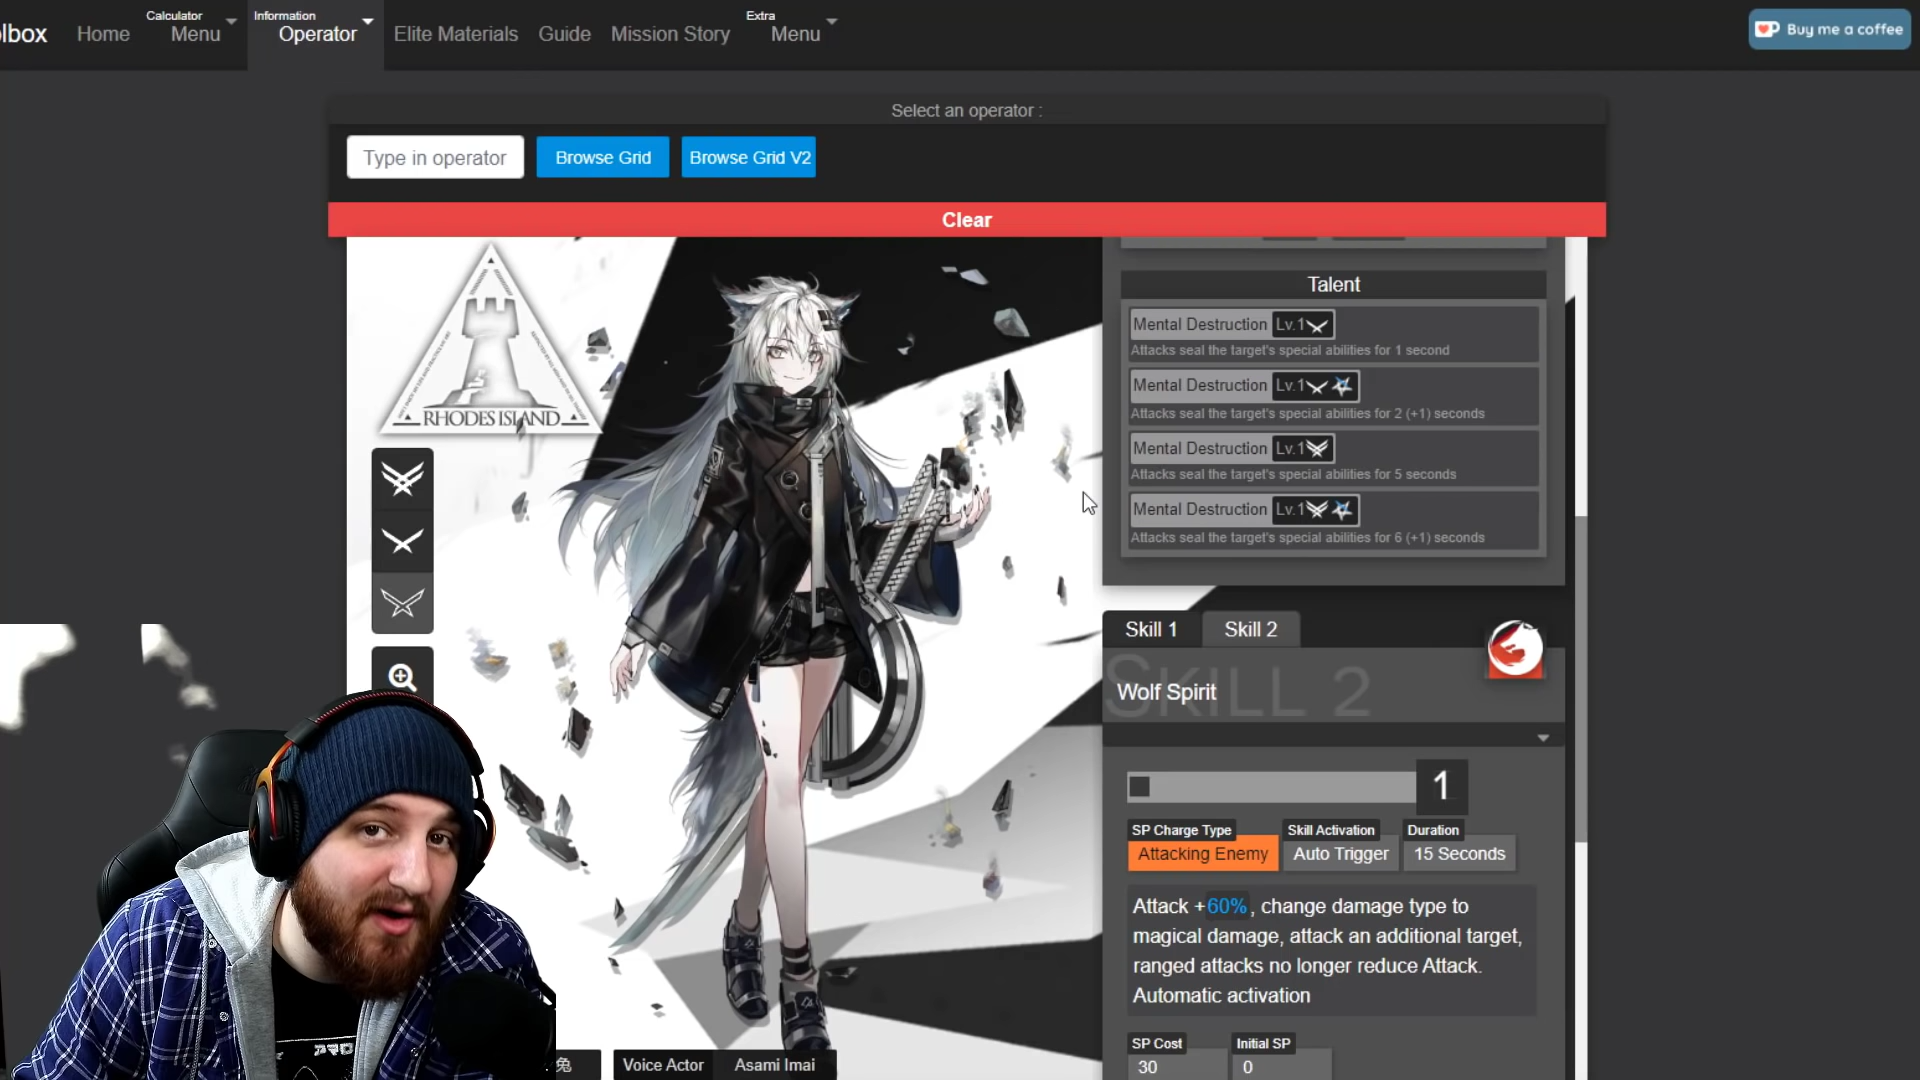 lbox
Home
Calculator
Menu
Information
Operator
Elite Materials
Guide
Mission Story
Extra
Menu
Buy me a coffee
Select an operator :
Type in operator
Browse Grid
Browse Grid V2
Clear
RHODES ISLAND
Talent
Mental Destruction Lv.1
Attacks seal the target's special abilities for 1 second
Mental Destruction Lv.1
Attacks seal the target's special abilities for 2 (+1) seconds
Mental Destruction Lv.1
Attacks seal the target's special abilities for 5 seconds
Mental Destruction Lv.1
Attacks seal the target's special abilities for 6 (+1) seconds
Skill 1
Skill 2
SKILL 2
Wolf Spirit
1
SP Charge Type
Attacking Enemy
Skill Activation
Auto Trigger
Duration
15 Seconds
Attack +60%, change damage type to
magical damage, attack an additional target,
ranged attacks no longer reduce Attack.
Automatic activation
SP Cost
30
Initial SP
0
兔
Voice Actor
Asami Imai